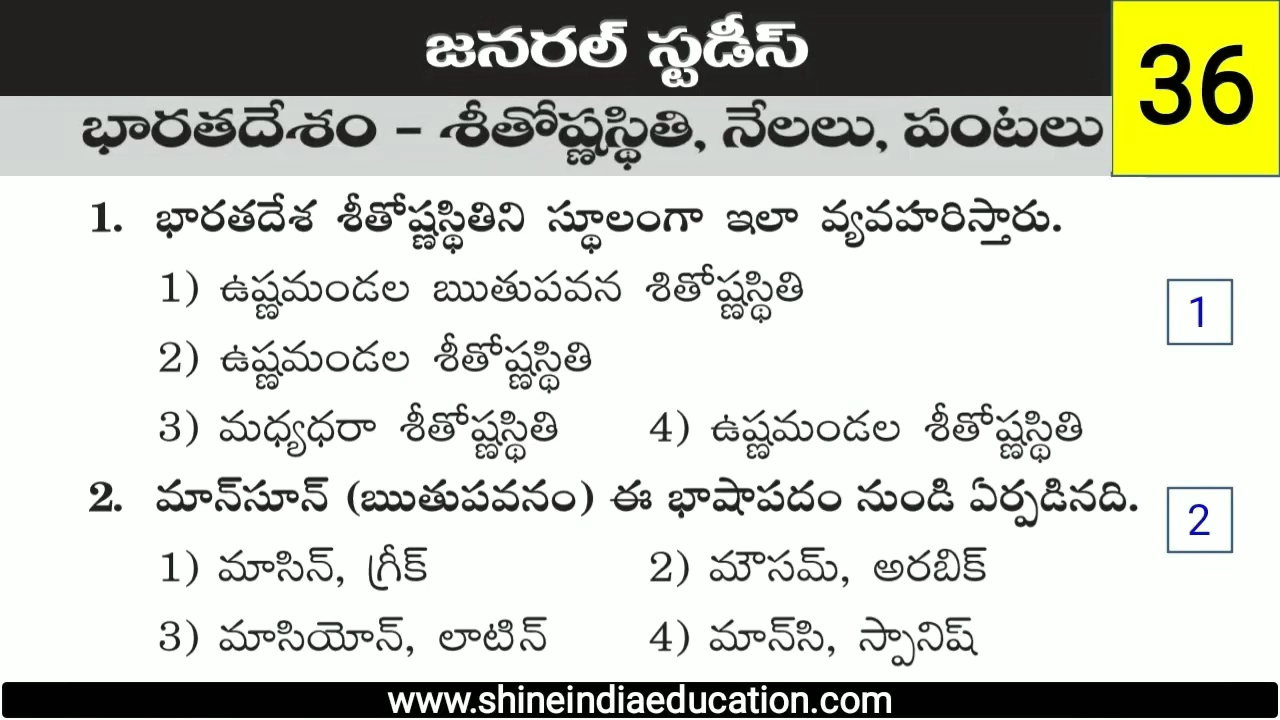 జనరల్ స్టడీస్
36
భారతదేశం – శీతోష్ణస్థితి, నేలలు, పంటలు
1. భారతదేశ శీతోష్ణస్థితిని స్థూలంగా ఇలా వ్యవహరిస్తారు.
1) ఉష్ణమండల ఋతుపవన శితోష్ణస్థితి
1
2) ఉష్ణమండల శీతోష్ణస్థితి
3) మధ్యధరా శీతోష్ణస్థితి 4) ఉష్ణమండల శీతోష్ణస్థితి
2. మాన్‌సూన్ (ఋతుపవనం) ఈ భాషాపదం నుండి ఏర్పడినది.
2
1) మాసిన్, గ్రీక్ 2) మౌసమ్, అరబిక్
3) మాసియోన్, లాటిన్ 4) మాన్‌సి, స్పానిష్
www.shineindiaeducation.com